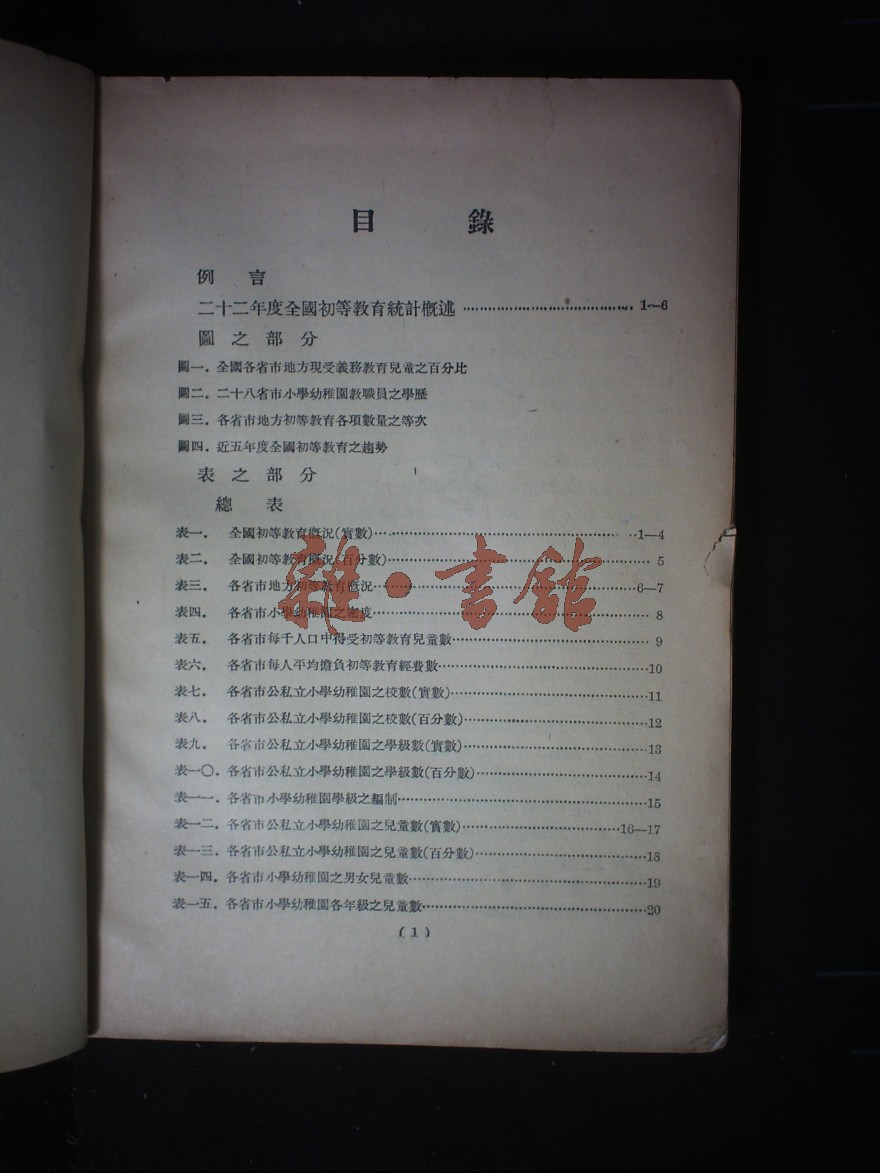 目錄
例言
二十二年度全國初等教育統計概述 1—6
圖之部分
圖一．全國各省市地方現受義務教育兒童之百分比
圖二．二十八省市小學幼稚園教職員之學歷
圖三．各省市地方初等教育各項數量之等次
圖四．近五年度全國初等教育之趨勢
表之部分
總表
表一．全國初等教育概況(實數) 1—4
表二．全國初等教育概況(百分數) 5
表三．各省市地方初等教育概況 6—7
表四．各省市小學幼稚園之密度 8
表五．各省市每千人口中得受初等教育兒童數 9
表六．各省市每人平均擔負初等教育經費數 10
表七．各省市公私立小學幼稚園之校數(實數) 11
表八．各省市公私立小學幼稚園之校數(百分數) 12
表九．各省市公私立小學幼稚園之學級數(實數) 13
表一〇．各省市公私立小學幼稚園之學級數(百分數) 14
表一一．各省市小學幼稚園學級之編制 15
表一二．各省市公私立小學幼稚園之兒童數(實數) 16—17
表一三．各省市公私立小學幼稚園之兒童數(百分數) 18
表一四．各省市小學幼稚園之男女兒童數 19
表一五．各省市小學幼稚園各年級之兒童數 20
(1)
雜·書館